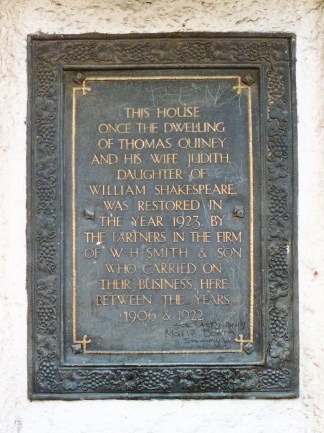 THIS HOUSE
ONCE THE DWELLING
OF THOMAS QUINEY
AND HIS WIFE JUDITH,
DAUGHTER OF
WILLIAM SHAKESPEARE,
WAS RESTORED IN
THE YEAR 1923 BY
THE PARTNERS IN THE FIRM
OF W. H. SMITH & SON
WHO CARRIED ON
THEIR BUSINESS HERE
BETWEEN THE YEARS
1906 & 1922